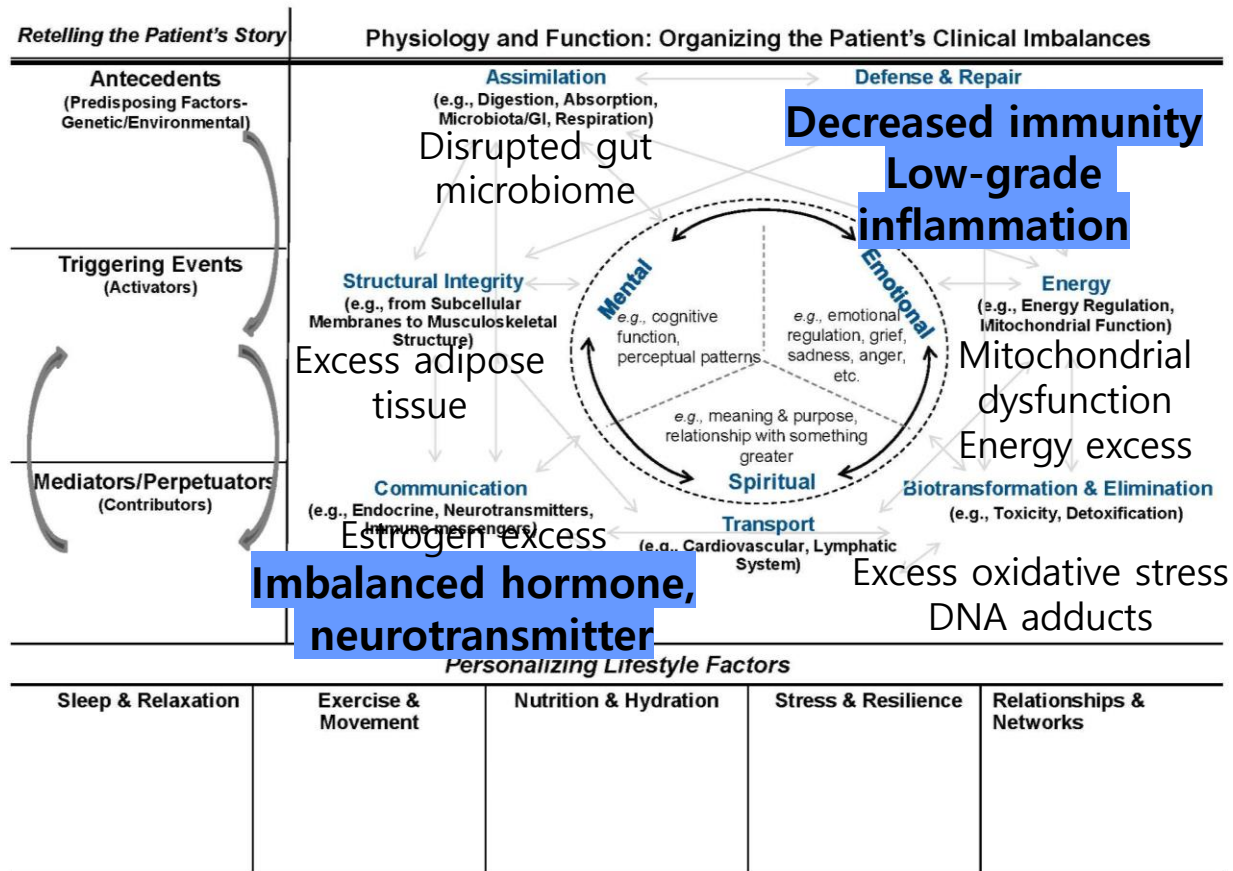 Retelling the Patient's Story
Physiology and Function: Organizing the Patient's Clinical Imbalances
Antecedents
(Predisposing Factors-
Genetic/Environmental)
Triggering Events
(Activators)
Mediators/Perpetuators
(Contributors)
Assimilation
(e.g., Digestion, Absorption,
Microbiota/GI, Respiration)
Disrupted gut
microbiome
Defense & Repair
Decreased immunity
Low-grade
inflammation
Structural Integrity
(e.g., from Subcellular
Membranes to Musculoskeletal
Structure)
Excess adipose
tissue
Mental
e.g., cognitive
function,
perceptual patterns
Emotional
e.g., emotional
regulation, grief,
sadness, anger,
etc.
e.g., meaning & purpose,
relationship with something
greater
Spiritual
Energy
(e.g., Energy Regulation,
Mitochondrial Function)
Mitochondrial
dysfunction
Energy excess
Communication
(e.g., Endocrine, Neurotransmitters,
Immune messengers)
Estrogen excess
Imbalanced hormone,
neurotransmitter
Transport
(e.g., Cardiovascular, Lymphatic
System)
Biotransformation & Elimination
(e.g., Toxicity, Detoxification)
Excess oxidative stress
DNA adducts
Personalizing Lifestyle Factors
Sleep & Relaxation
Exercise &
Movement
Nutrition & Hydration
Stress & Resilience
Relationships &
Networks